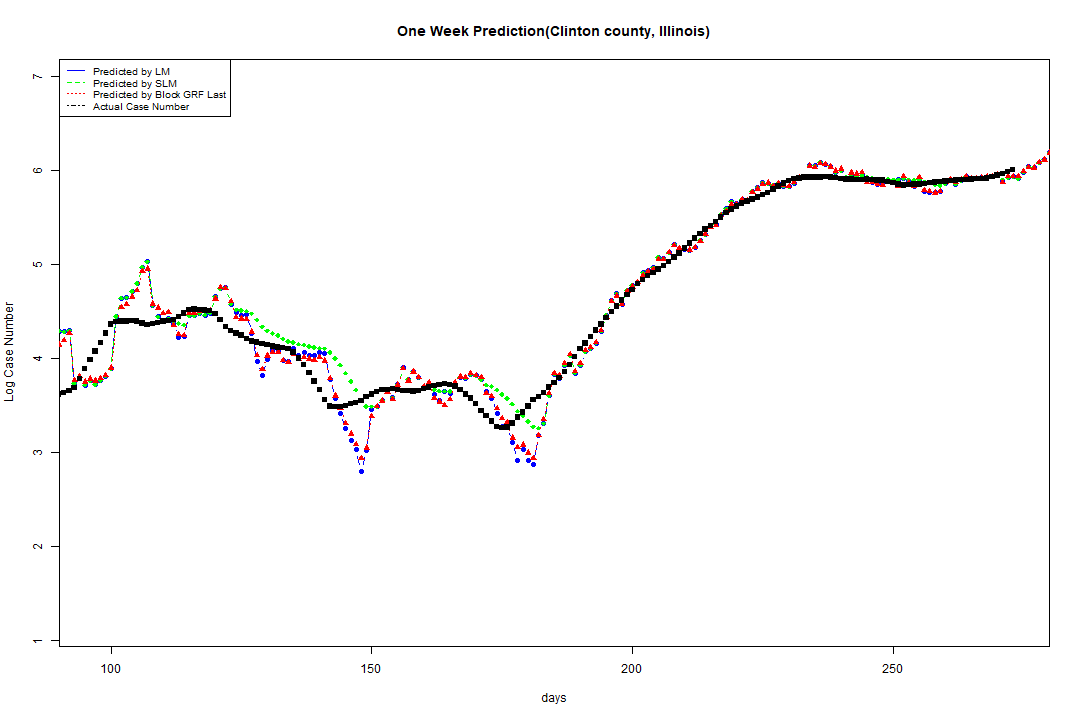 One Week Prediction(Clinton county, Illinois)
Predicted by LM
Predicted by SLM
Predicted by Block GRF Last
Actual Case Number
Log Case Number
7
6
5
4
3
2
1
100 150 200 250
days